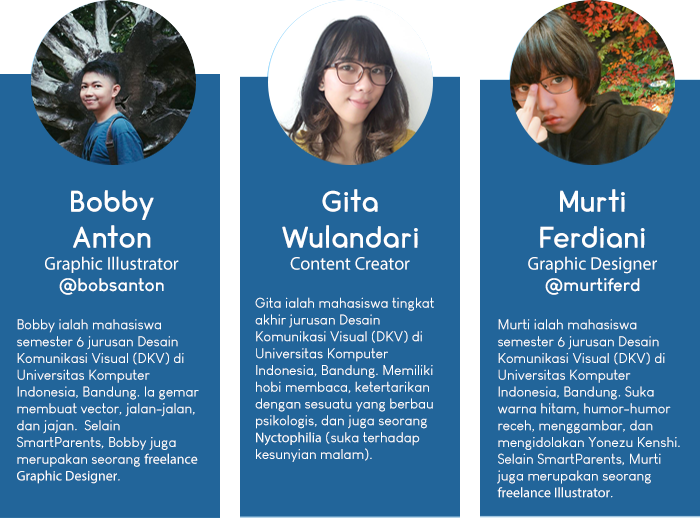 Bobby
Anton
Graphic Illustrator
@bobsanton
Bobby ialah mahasiswa
semester 6 jurusan Desain
Komunikasi Visual (DKV) di
Universitas Komputer
Indonesia, Bandung. Ia gemar
membuat vector, jalan-jalan,
dan jajan. Selain
SmartParents, Bobby juga
merupakan seorang freelance
Graphic Designer.
Gita
Wulandari
Content Creator
Gita ialah mahasiswa tingkat
akhir jurusan Desain
Komunikasi Visual (DKV) di
Universitas Komputer
Indonesia, Bandung. Memiliki
hobi membaca, ketertarikan
dengan sesuatu yang berbau
psikologis, dan juga seorang
Nyctophilia (suka terhadap
kesunyian malam).
Murti
Ferdiani
Graphic Designer
@murtiferd
Murti ialah mahasiswa
semester 6 jurusan Desain
Komunikasi Visual (DKV) di
Universitas Komputer
Indonesia, Bandung. Suka
warna hitam, humor-humor
receh, menggambar, dan
mengidolakan Yonezu Kenshi.
Selain SmartParents, Murti
juga merupakan seorang
freelance Illustrator.